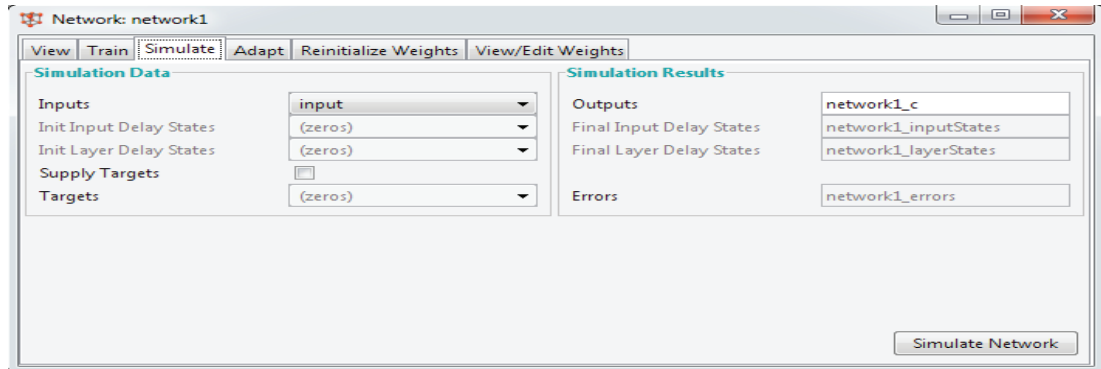 Network: network1
View Train Simulate Adapt Reinitialize Weights View/Edit Weights
Simulation Data
Inputs input
Init Input Delay States (zeros)
Init Layer Delay States (zeros)
Supply Targets
Targets (zeros)
Simulation Results
Outputs network1_c
Final Input Delay States network1_inputStates
Final Layer Delay States network1_layerStates
Errors network1_errors
Simulate Network